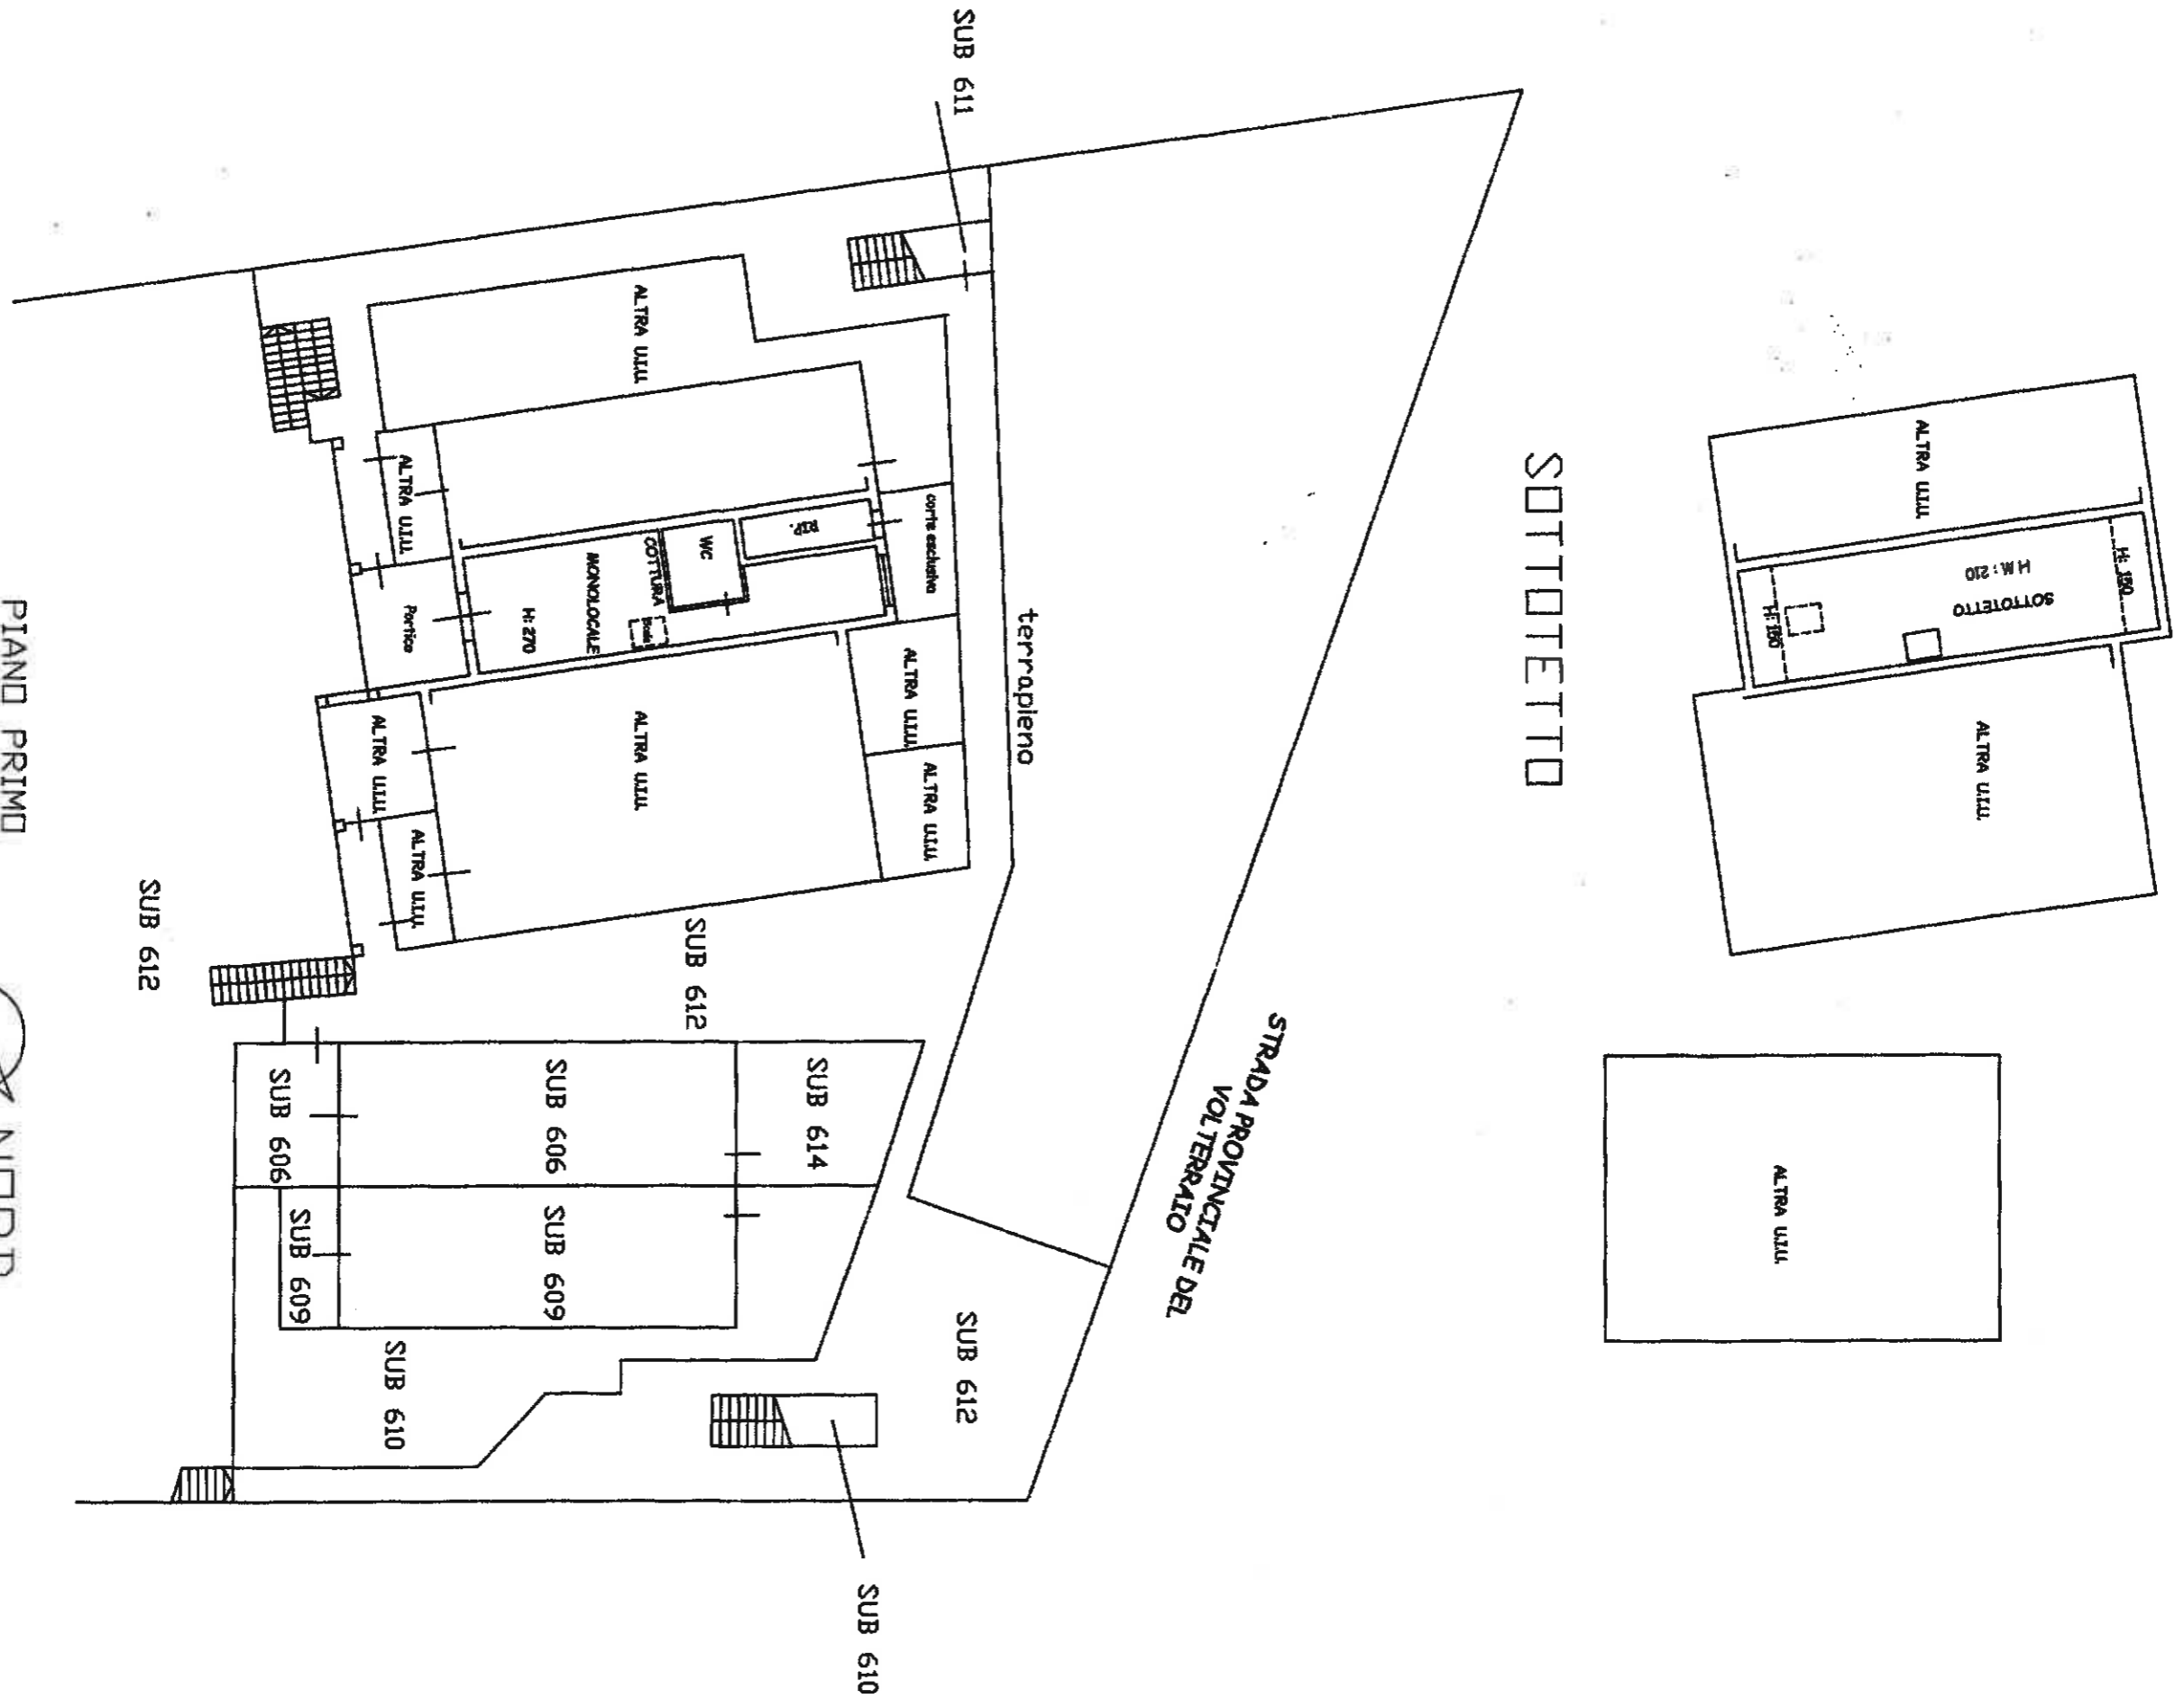 SOTTOTETTO
ALTRA U.I.U.
H: 150
H M : 210
SOTTOTETTO
H: 150
ALTRA U.I.U.
ALTRA U.I.U.
SUB 611
terrapieno
STRADA PROVINCIALE DEL
VOLTERRAIO
ALTRA U.I.U.
corte esclusiva
RIP.
WC
COTTURA
MONOLOCALE
H: 270
Portico
ALTRA U.I.U.
ALTRA U.I.U.
ALTRA U.I.U.
ALTRA U.I.U.
ALTRA U.I.U.
ALTRA U.I.U.
SUB 612
SUB 612
SUB 614
SUB 606
SUB 606
SUB 609
SUB 609
SUB 612
SUB 610
SUB 610
PIANO PRIMO
NORD